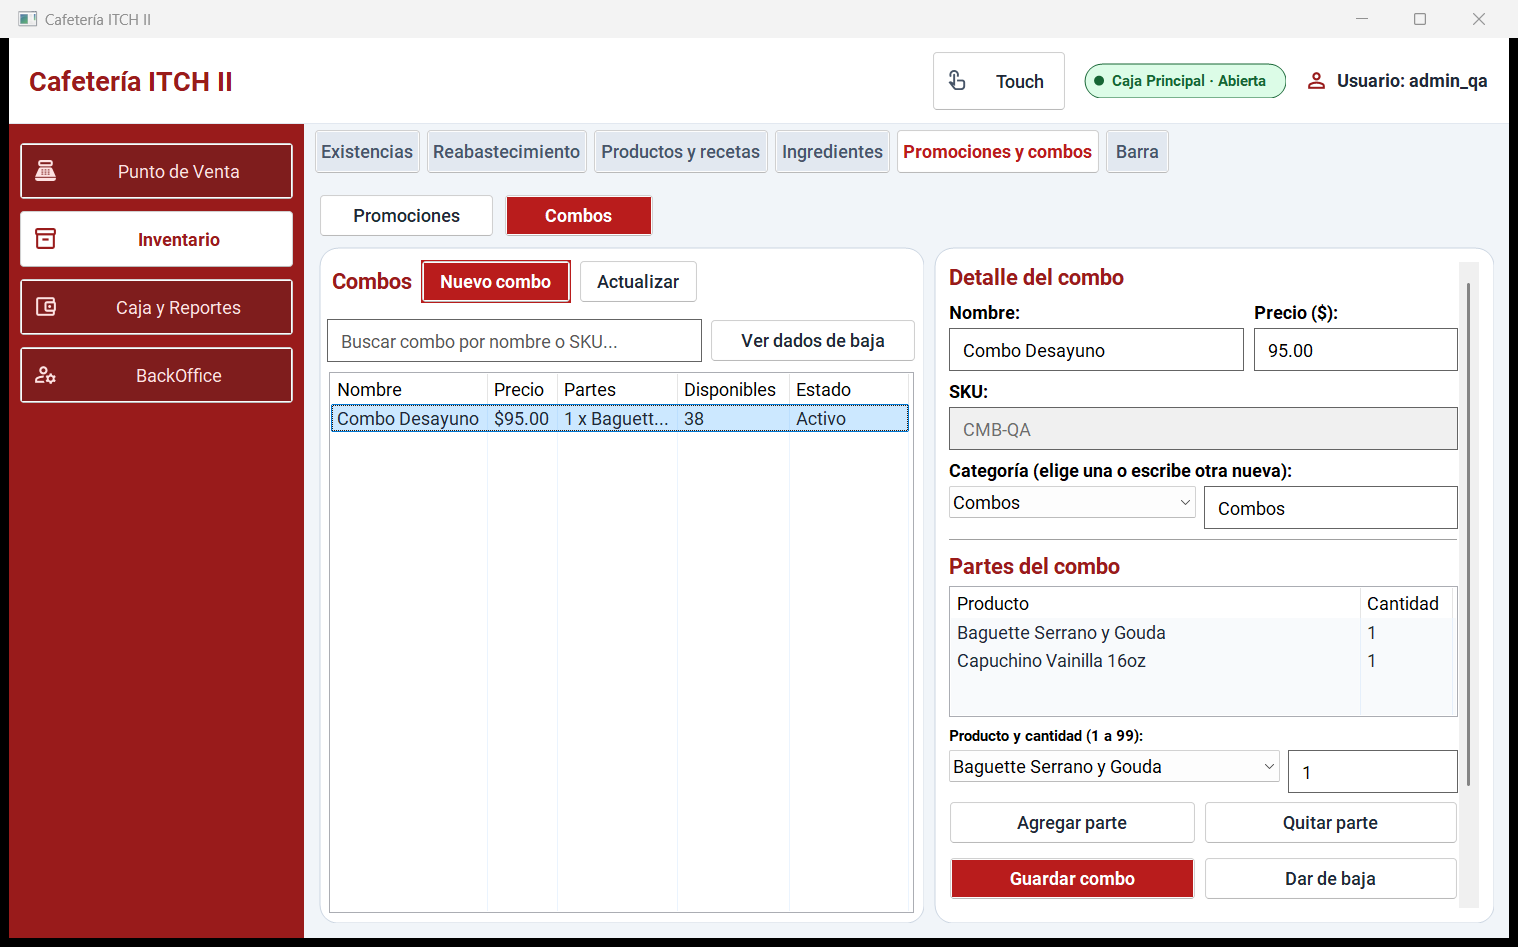 Cafetería ITCH II
Cafetería ITCH II
Touch
Caja Principal · Abierta
Usuario: admin_qa
Punto de Venta
Inventario
Caja y Reportes
BackOffice
Existencias
Reabastecimiento
Productos y recetas
Ingredientes
Promociones y combos
Barra
Promociones
Combos
Combos
Nuevo combo
Actualizar
Buscar combo por nombre o SKU...
Ver dados de baja
Nombre Precio Partes Disponibles Estado
Combo Desayuno $95.00 1 x Baguett... 38 Activo
Detalle del combo
Nombre: Precio ($):
Combo Desayuno 95.00
SKU:
CMB-QA
Categoría (elige una o escribe otra nueva):
Combos Combos
Partes del combo
Producto Cantidad
Baguette Serrano y Gouda 1
Capuchino Vainilla 16oz 1
Producto y cantidad (1 a 99):
Baguette Serrano y Gouda 1
Agregar parte Quitar parte
Guardar combo Dar de baja